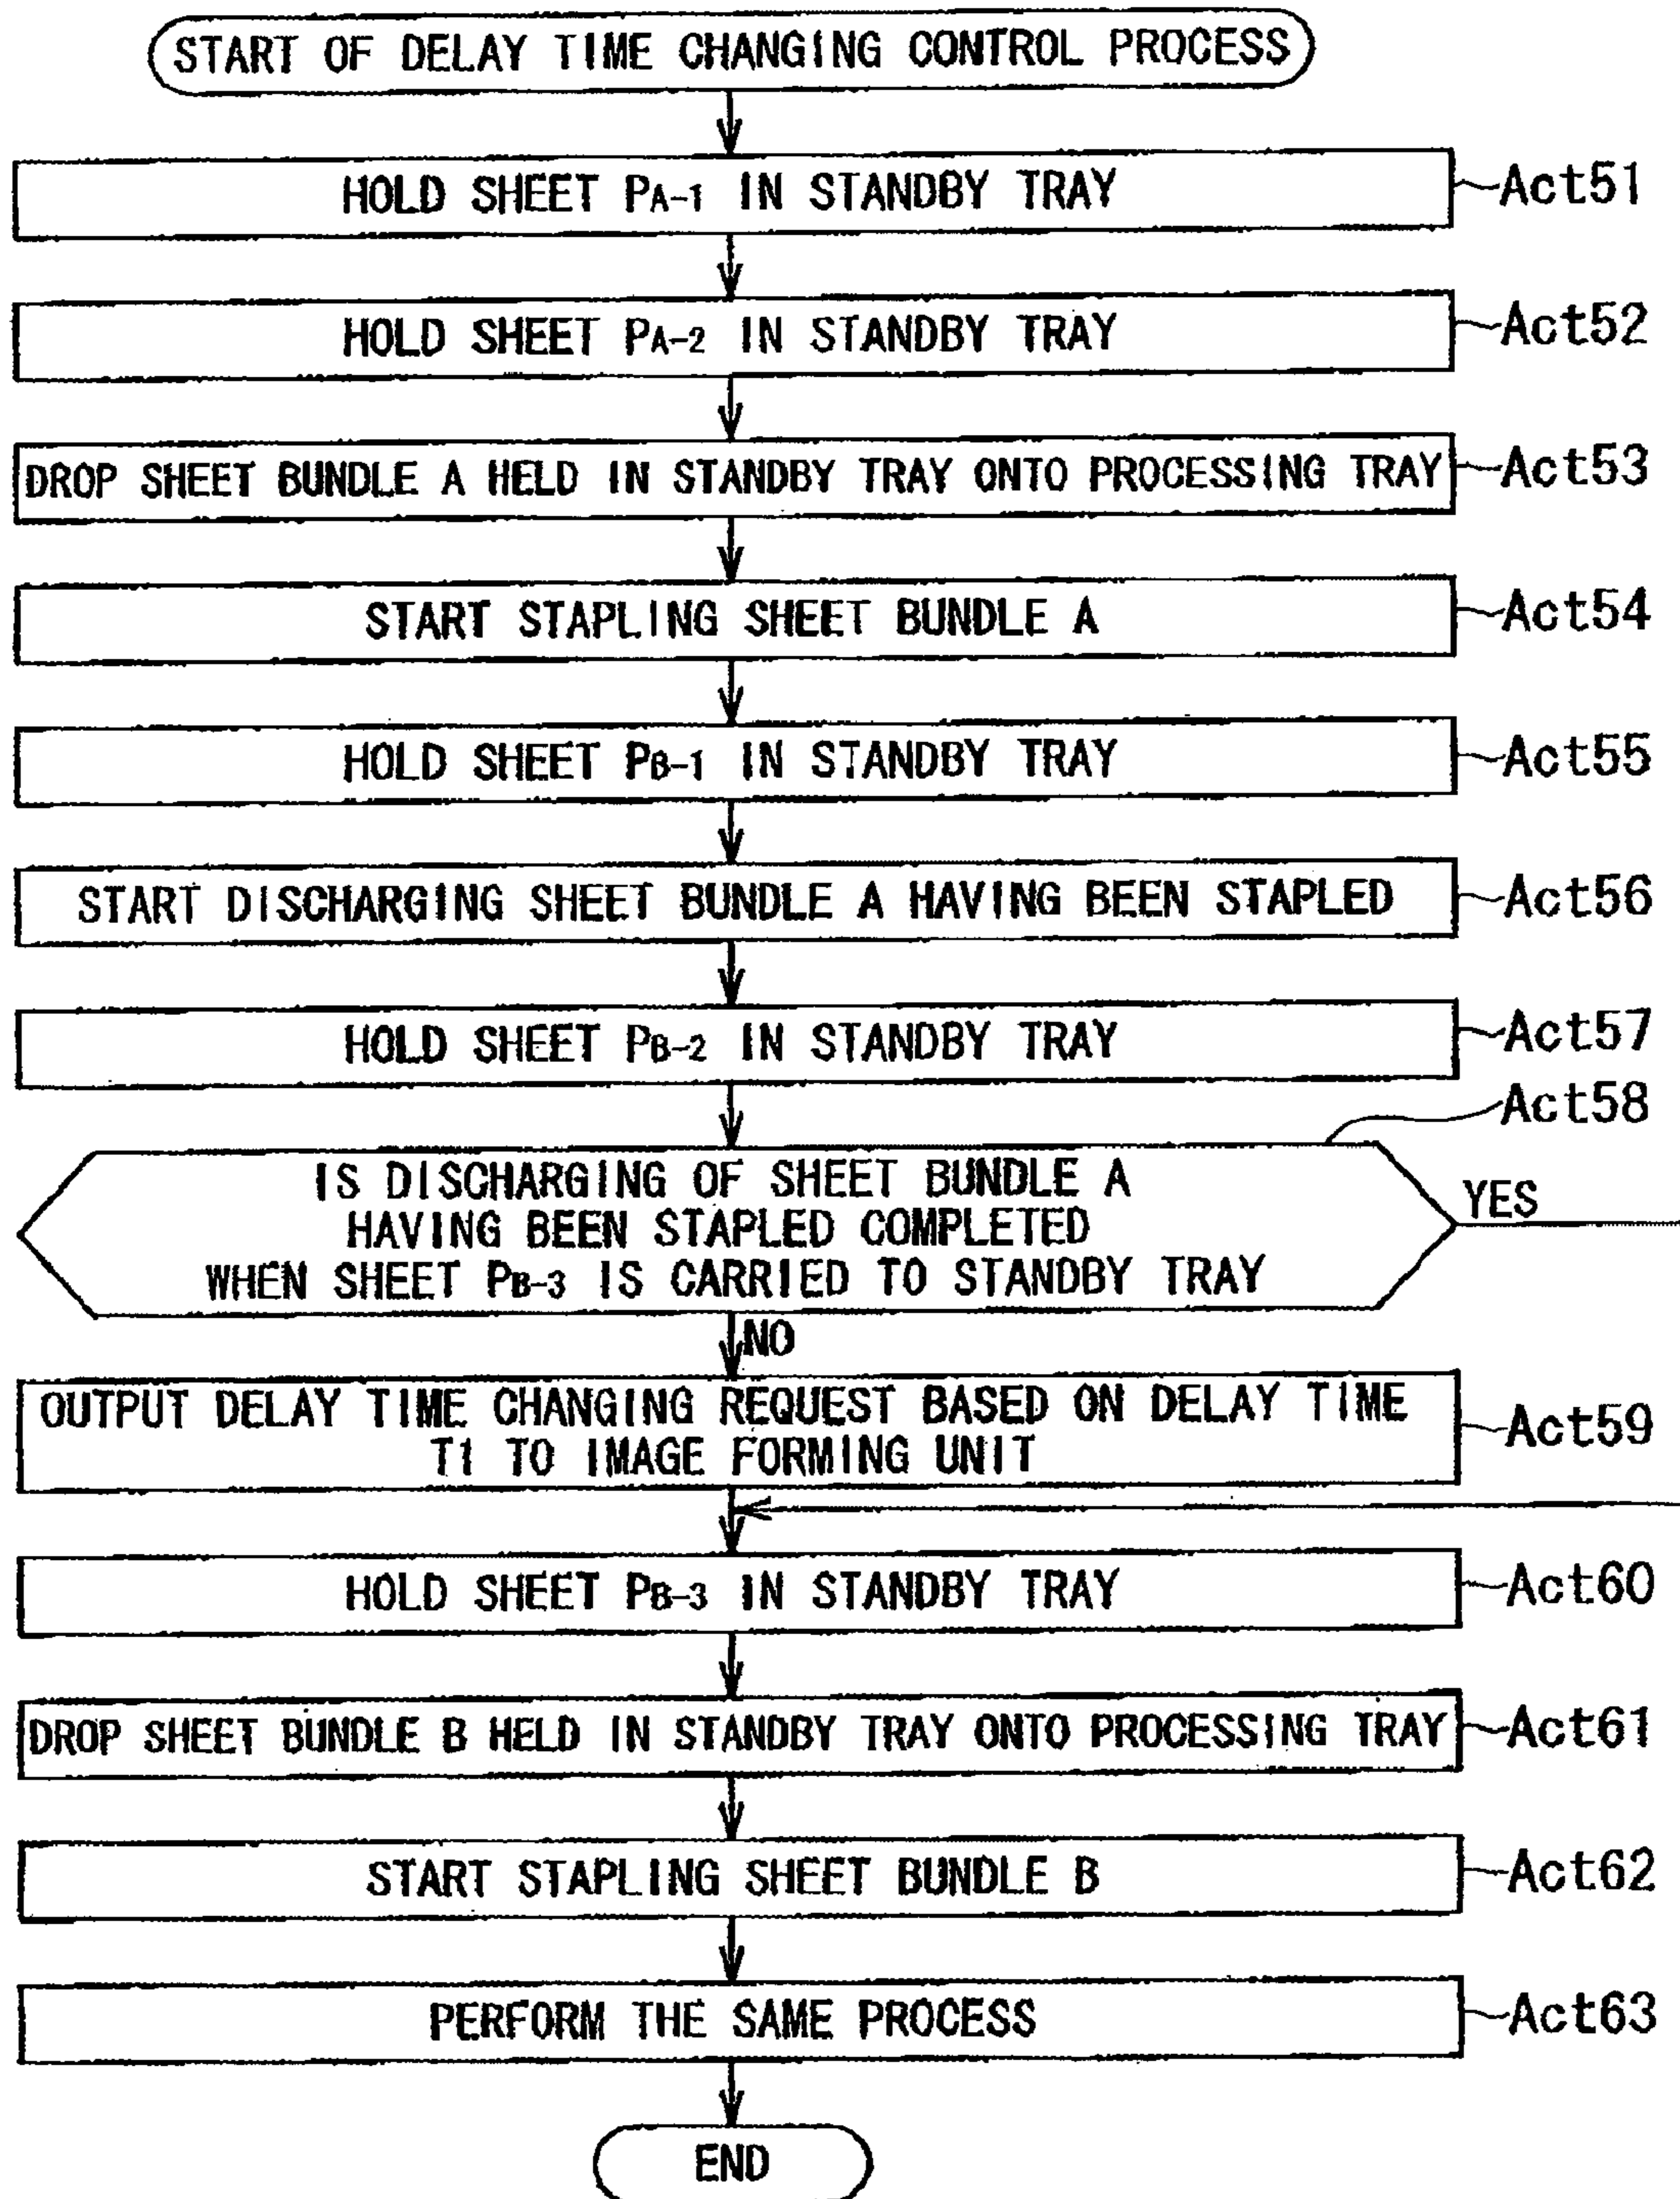 START OF DELAY TIME CHANGING CONTROL PROCESS
HOLD SHEET PA-1 IN STANDBY TRAY
Act51
HOLD SHEET PA-2 IN STANDBY TRAY
Act52
DROP SHEET BUNDLE A HELD IN STANDBY TRAY ONTO PROCESSING TRAY
Act53
START STAPLING SHEET BUNDLE A
Act54
HOLD SHEET PB-1 IN STANDBY TRAY
Act55
START DISCHARGING SHEET BUNDLE A HAVING BEEN STAPLED
Act56
HOLD SHEET PB-2 IN STANDBY TRAY
Act57
Act58
IS DISCHARGING OF SHEET BUNDLE A
HAVING BEEN STAPLED COMPLETED
WHEN SHEET PB-3 IS CARRIED TO STANDBY TRAY
YES
NO
OUTPUT DELAY TIME CHANGING REQUEST BASED ON DELAY TIME
T1 TO IMAGE FORMING UNIT
Act59
HOLD SHEET PB-3 IN STANDBY TRAY
Act60
DROP SHEET BUNDLE B HELD IN STANDBY TRAY ONTO PROCESSING TRAY
Act61
START STAPLING SHEET BUNDLE B
Act62
PERFORM THE SAME PROCESS
Act63
END